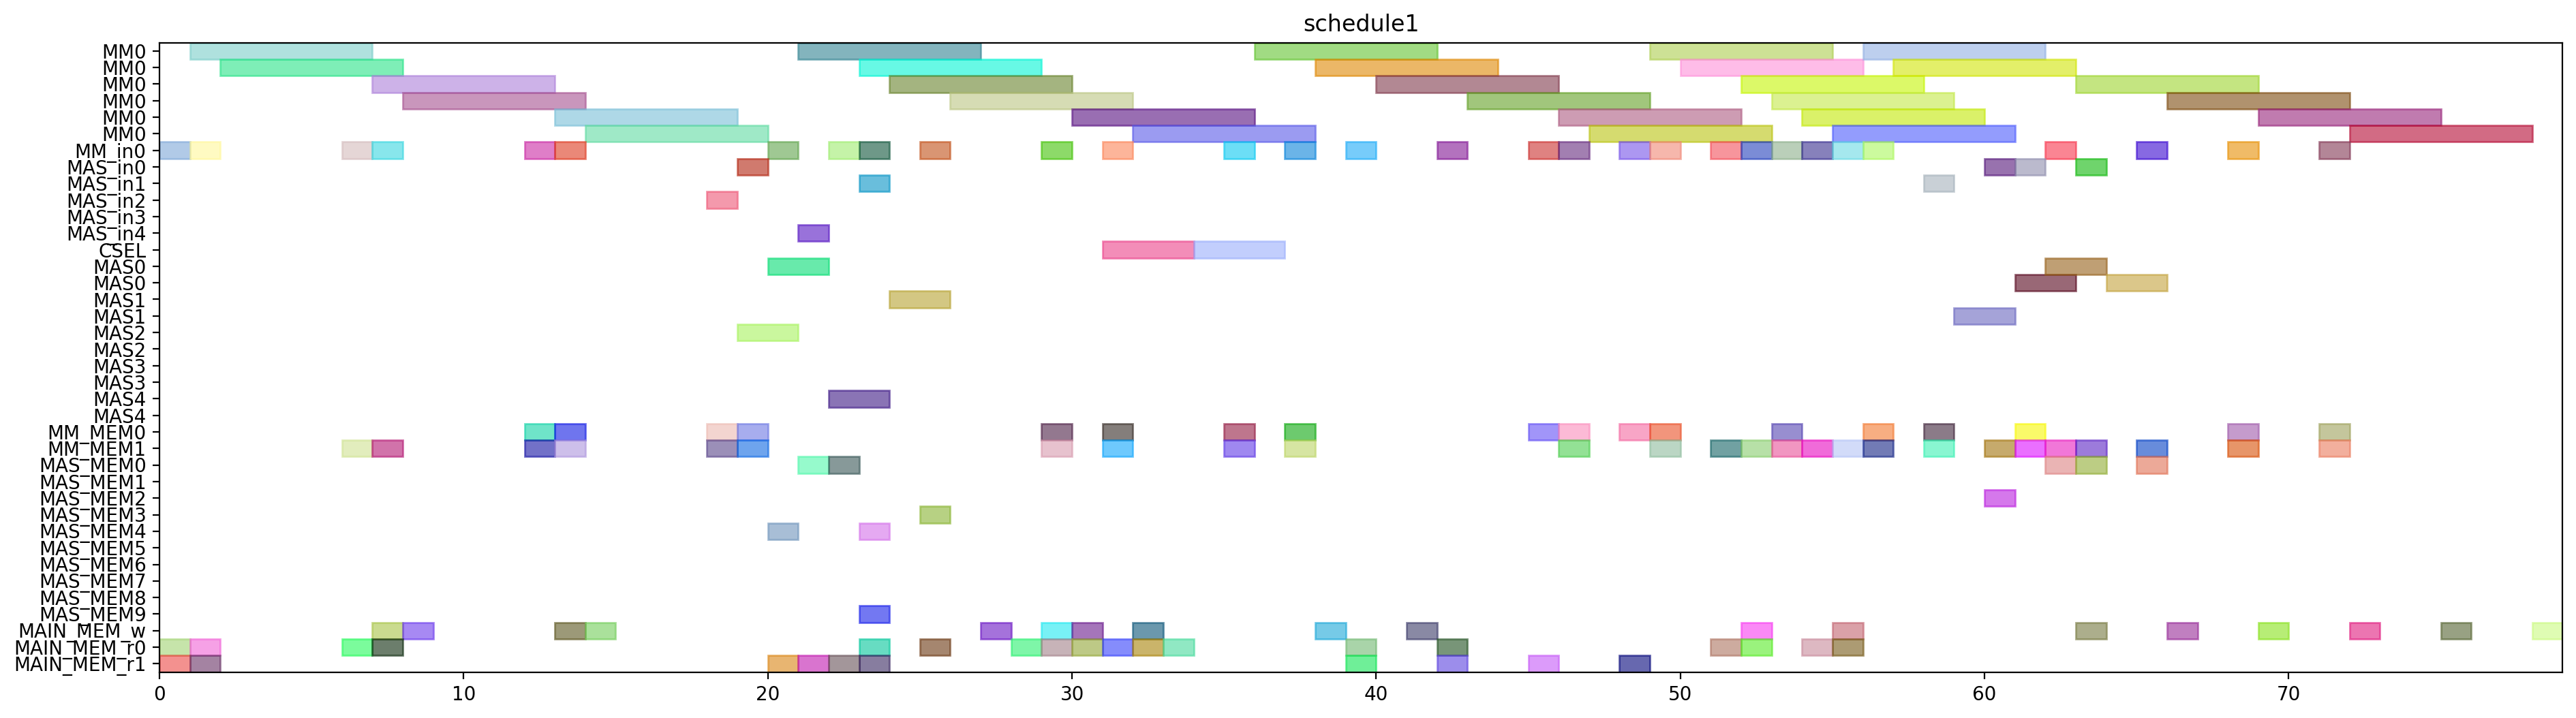 schedule1
MM0
MM0
MM0
MM0
MM0
MM0
MM_in0
MAS_in0
MAS_in1
MAS_in2
MAS_in3
MAS_in4
CSEL
MAS0
MAS0
MAS1
MAS1
MAS2
MAS2
MAS3
MAS3
MAS4
MAS4
MM_MEM0
MM_MEM1
MAS_MEM0
MAS_MEM1
MAS_MEM2
MAS_MEM3
MAS_MEM4
MAS_MEM5
MAS_MEM6
MAS_MEM7
MAS_MEM8
MAS_MEM9
MAIN_MEM_w
MAIN_MEM_r0
MAIN_MEM_r1
0 10 20 30 40 50 60 70